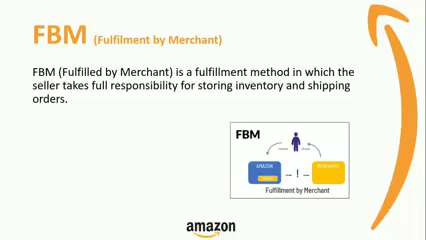 FBM (Fulfilment by Merchant)
FBM (Fulfilled by Merchant) is a fulfillment method in which the
seller takes full responsibility for storing inventory and shipping
orders.
FBM
AMAZON
!
Fulfillment by Merchant
amazon